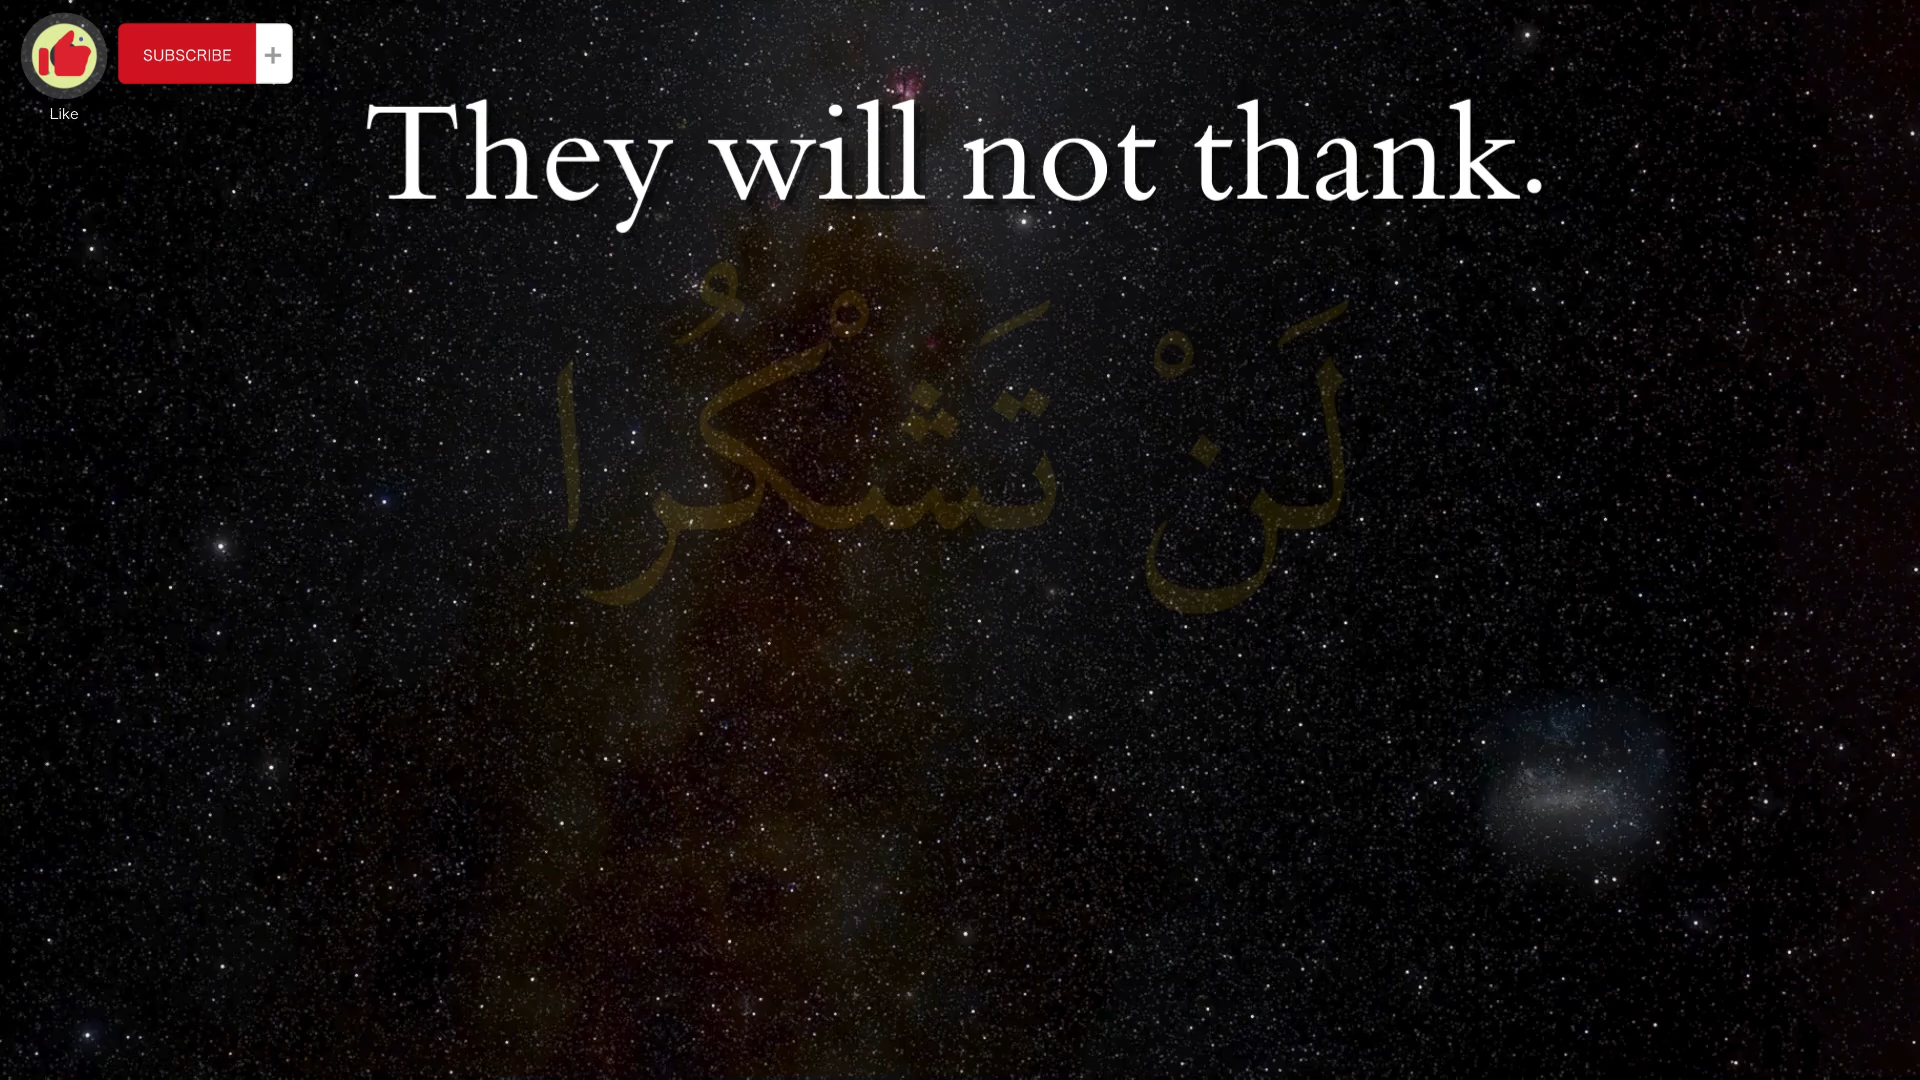 SUBSCRIBE +
Like
They will not thank.
لَنْ تَشْكُرَا